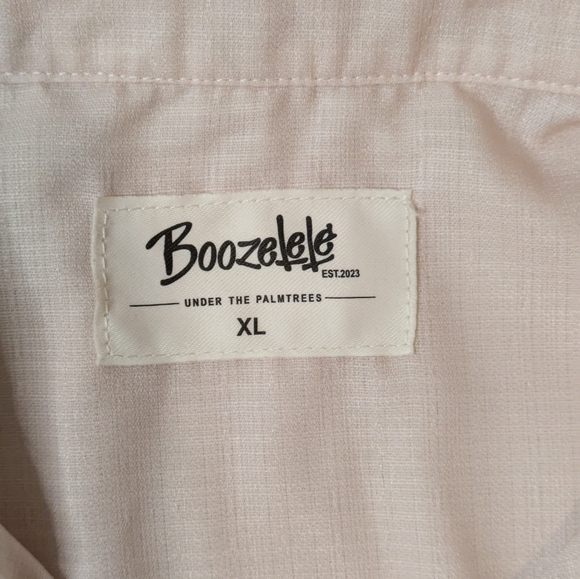 Boozelele
EST.2023
UNDER THE PALMTREES
XL